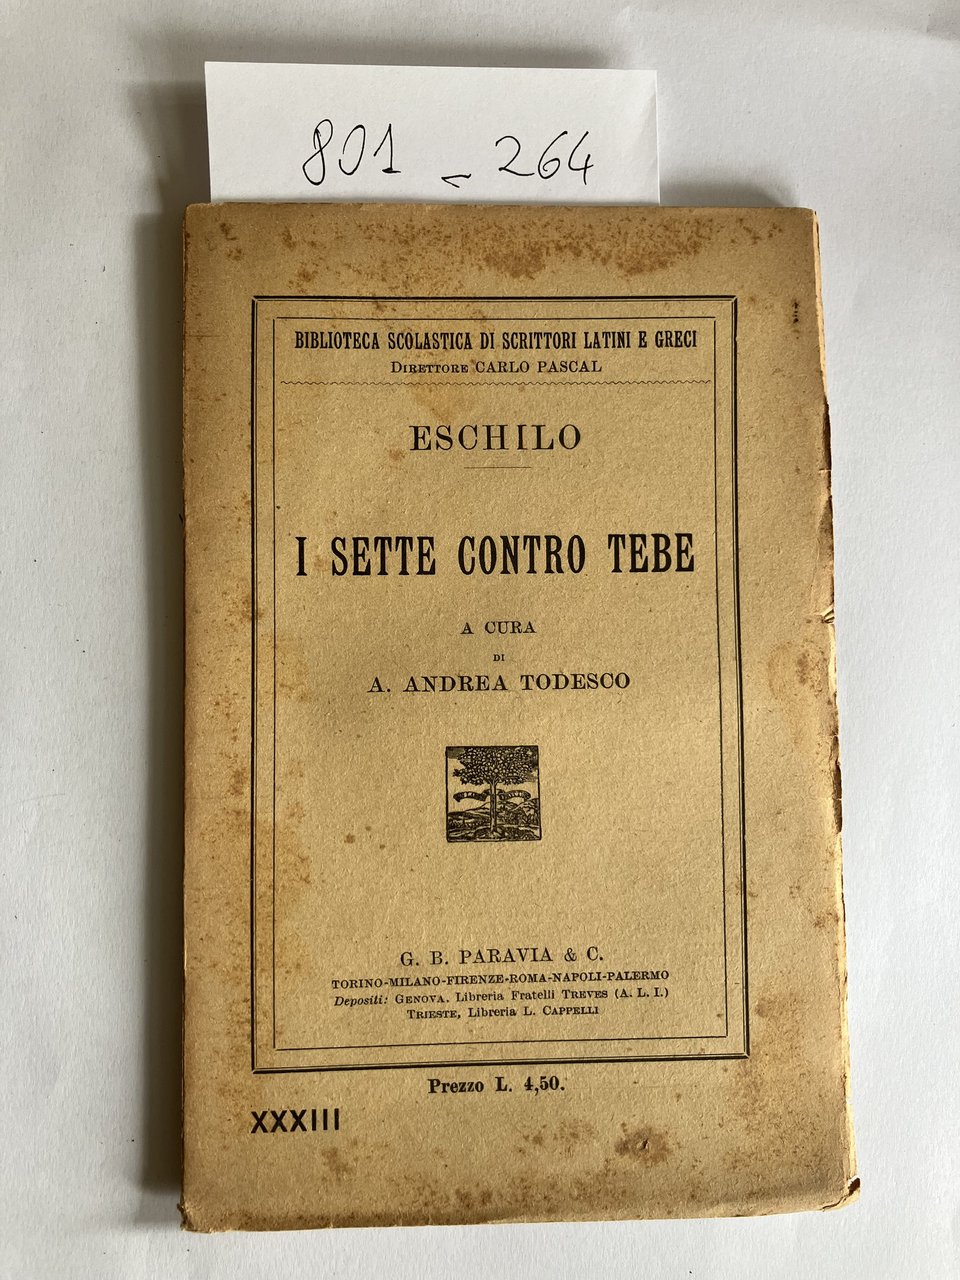 801 - 264
BIBLIOTECA SCOLASTICA DI SCRITTORI LATINI E GRECI
DIRETTORE CARLO PASCAL
ESCHILO
I SETTE CONTRO TEBE
A CURA
DI
A. ANDREA TODESCO
G. B. PARAVIA & C.
TORINO-MILANO-FIRENZE-ROMA-NAPOLI-PALERMO
Depositi: GENOVA. Libreria Fratelli TREVES (A. L. I.)
TRIESTE, Libreria L. CAPPELLI
Prezzo L. 4,50.
XXXIII